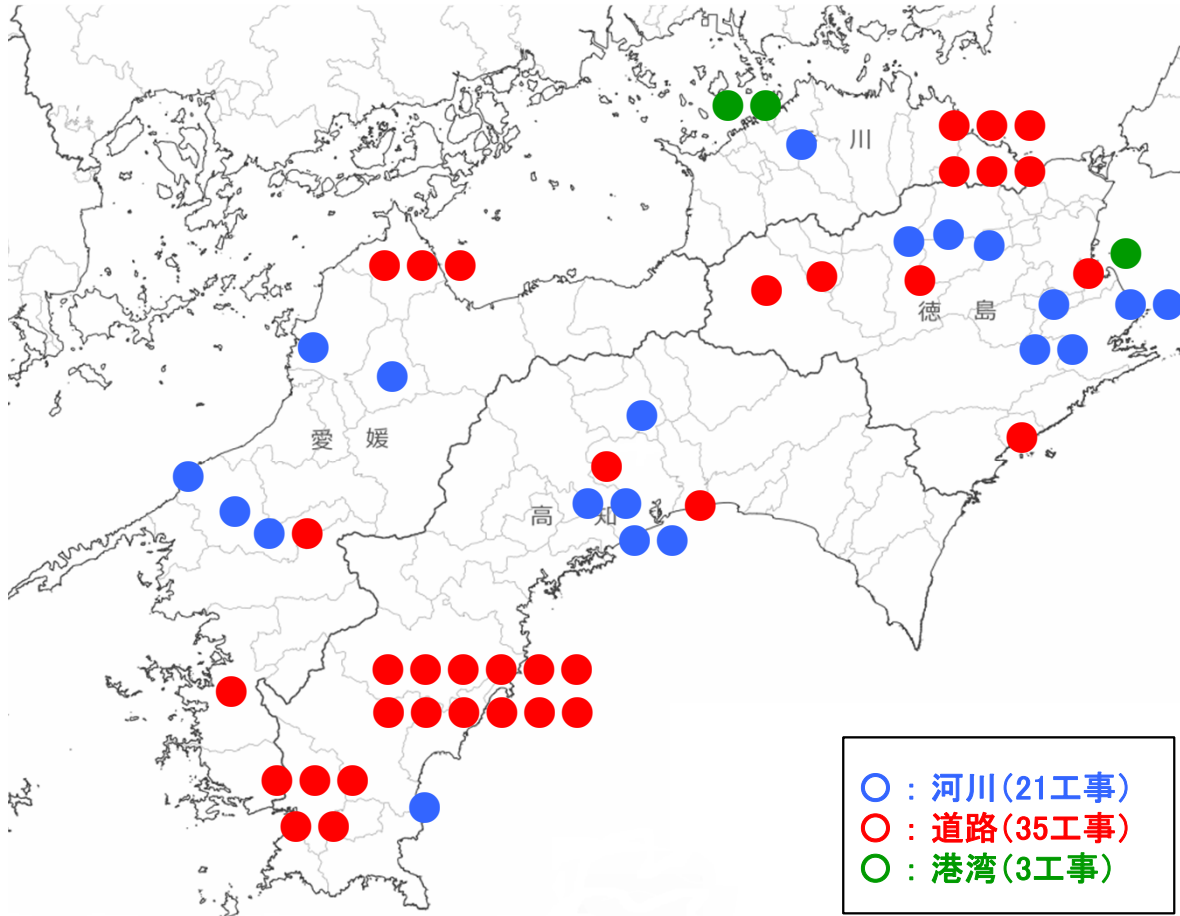 川
徳 島
愛 媛
高 知
○：河川（21工事）
○：道路（35工事）
○：港湾（3工事）